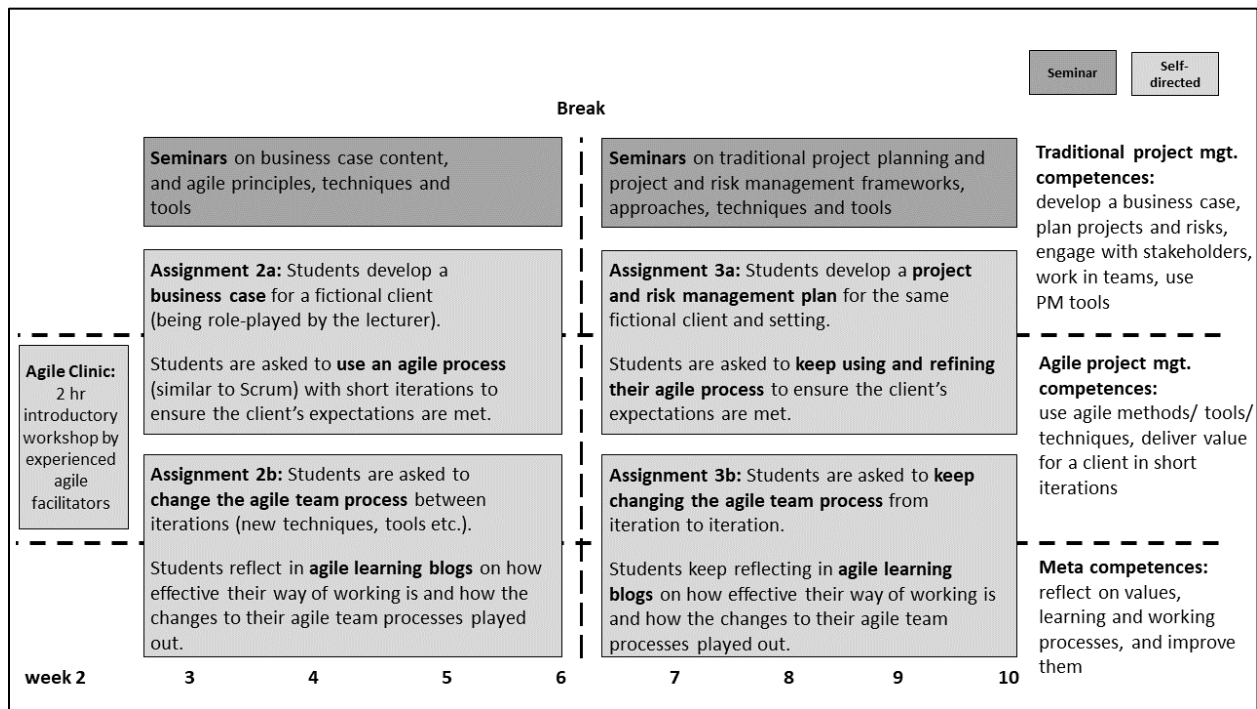 Seminar
Self-
directed
Break
Seminars on business case content,
and agile principles, techniques and
tools
Seminars on traditional project planning and
project and risk management frameworks,
approaches, techniques and tools
Traditional project mgt.
competences:
develop a business case,
plan projects and risks,
engage with stakeholders,
work in teams, use
PM tools
Assignment 2a: Students develop a
business case for a fictional client
(being role-played by the lecturer).
Students are asked to use an agile process
(similar to Scrum) with short iterations to
ensure the client's expectations are met.
Assignment 3a: Students develop a project
and risk management plan for the same
fictional client and setting.
Students are asked to keep using and refining
their agile process to ensure the client's
expectations are met.
Agile Clinic:
2 hr
introductory
workshop by
experienced
agile
facilitators
Agile project mgt.
competences:
use agile methods/ tools/
techniques, deliver value
for a client in short
iterations
Assignment 2b: Students are asked to
change the agile team process between
iterations (new techniques, tools etc.).
Students reflect in agile learning blogs on how
effective their way of working is and how the
changes to their agile team processes played
out.
Assignment 3b: Students are asked to keep
changing the agile team process from
iteration to iteration.
Students keep reflecting in agile learning
blogs on how effective their way of working is
and how the changes to their agile team
processes played out.
Meta competences:
reflect on values,
learning and working
processes, and improve
them
week 2 3 4 5 6 7 8 9 10